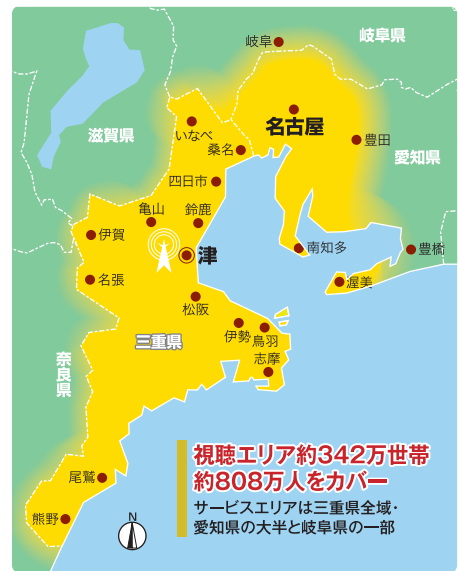 岐阜
岐阜県
名古屋
いなべ
滋賀県
豊田
桑名
愛知県
四日市
亀山
鈴鹿
伊賀
津
南知多
豊橋
名張
渥美
松阪
伊勢
鳥羽
三重県
志摩
奈良県
視聴エリア約342万世帯
約808万人をカバー
尾鷲
サービスエリアは三重県全域・
愛知県の大半と岐阜県の一部
熊野
N